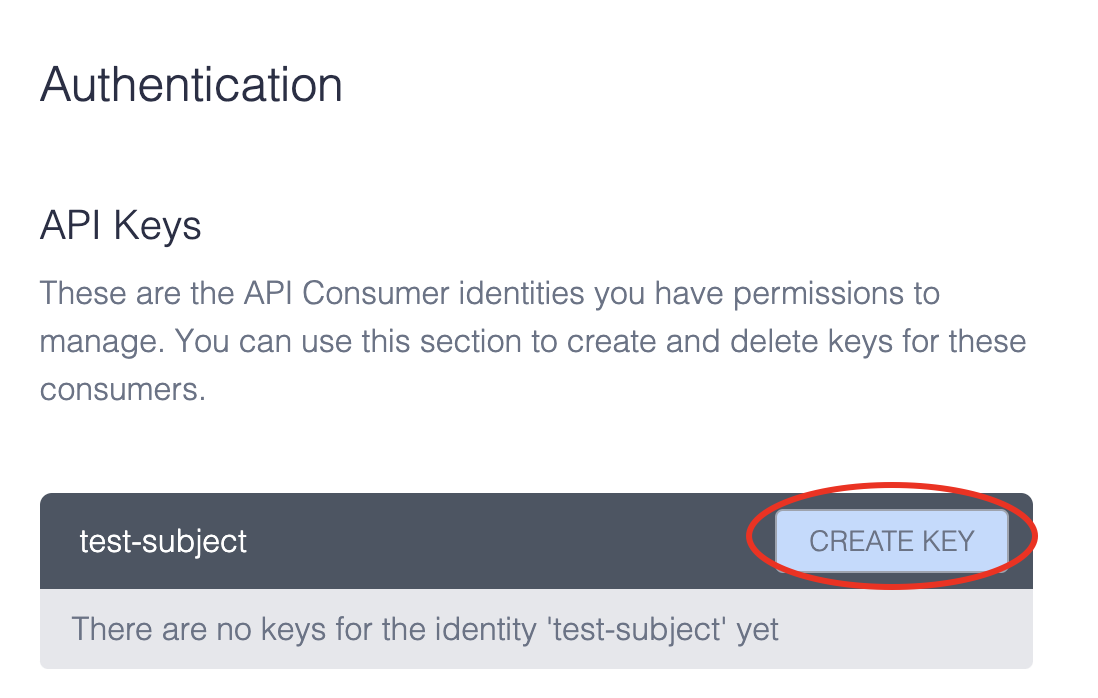 Authentication
API Keys
These are the API Consumer identities you have permissions to
manage. You can use this section to create and delete keys for these
consumers.
test-subject
CREATE KEY
There are no keys for the identity 'test-subject' yet